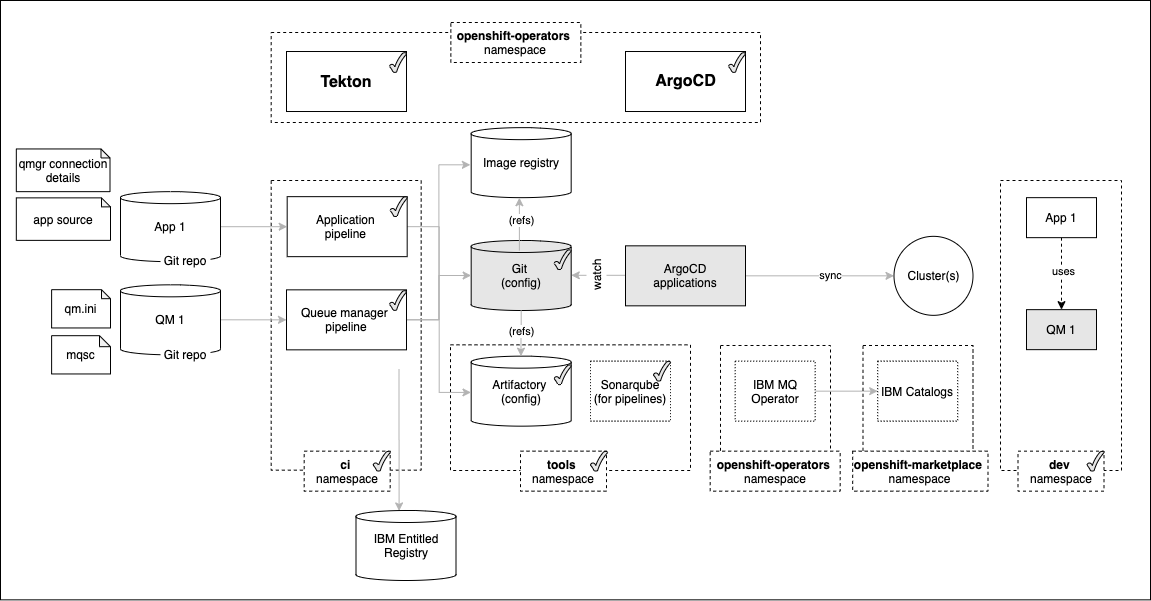 openshift-operators
namespace
Tekton
ArgoCD
Image registry
qmgr connection
details
app source
App 1
Git repo
Application
pipeline
(refs)
Git
(config)
watch
ArgoCD
applications
sync
Cluster(s)
App 1
uses
QM 1
qm.ini
mqsc
QM 1
Git repo
Queue manager
pipeline
(refs)
Artifactory
(config)
Sonarqube
(for pipelines)
IBM MQ
Operator
IBM Catalogs
ci
namespace
tools
namespace
openshift-operators
namespace
openshift-marketplace
namespace
dev
namespace
IBM Entitled
Registry